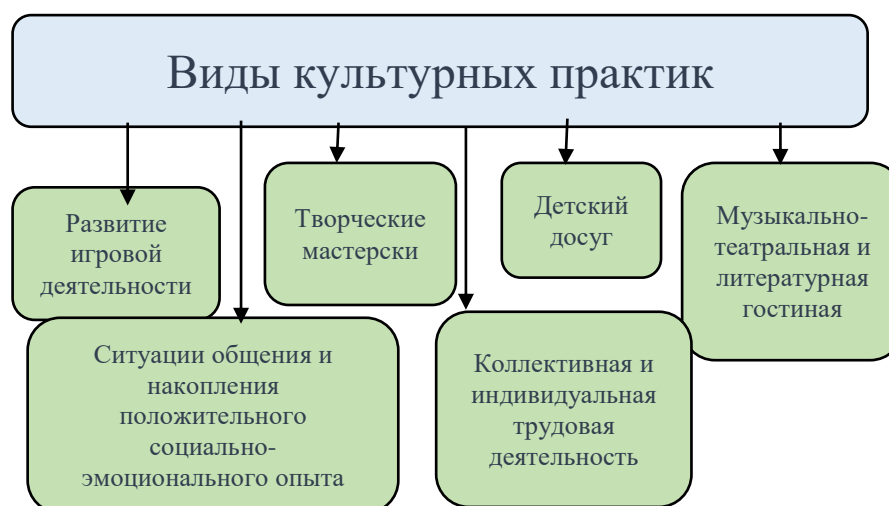 Виды культурных практик
Развитие
игровой
деятельности
Творческие
мастерски
Детский
досуг
Музыкально-
театральная и
литературная
гостиная
Ситуации общения и
накопления
положительного
социально-
эмоционального опыта
Коллективная и
индивидуальная
трудовая
деятельность